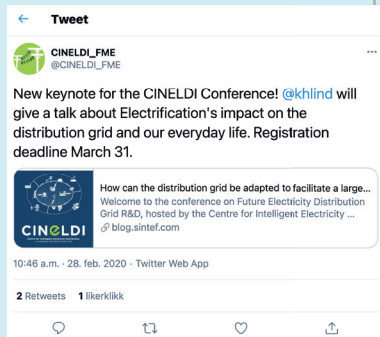 Tweet
CINELDI_FME
@CINELDI_FME
New keynote for the CINELDI Conference! @khlind will
give a talk about Electrification's impact on the
distribution grid and our everyday life. Registration
deadline March 31.
How can the distribution grid be adapted to facilitate a large...
Welcome to the conference on Future Electricity Distribution
Grid R&D, hosted by the Centre for Intelligent Electricity ...
blog.sintef.com
CINELDI
10:46 a.m. · 28. feb. 2020 · Twitter Web App
2 Retweets 1 likerklikk